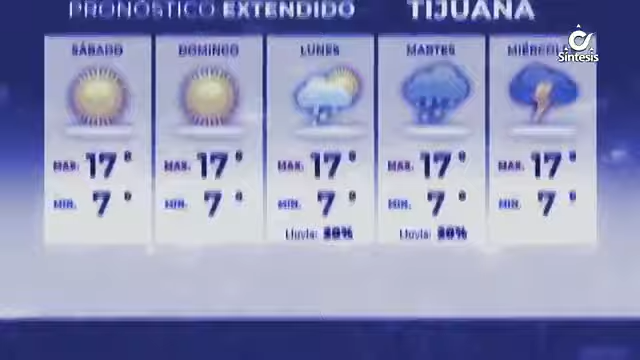 PRONÓSTICO EXTENDIDO TIJUANA
SÁBADO DOMINGO LUNES MARTES
Síntesis
MAX. 17° MAX. 17° MAX. 17° MAX. 17° MAX. 17°
MIN. 7° MIN. 7° MIN. 7° MIN. 7° MIN. 7°
Lluvia: Lluvia: